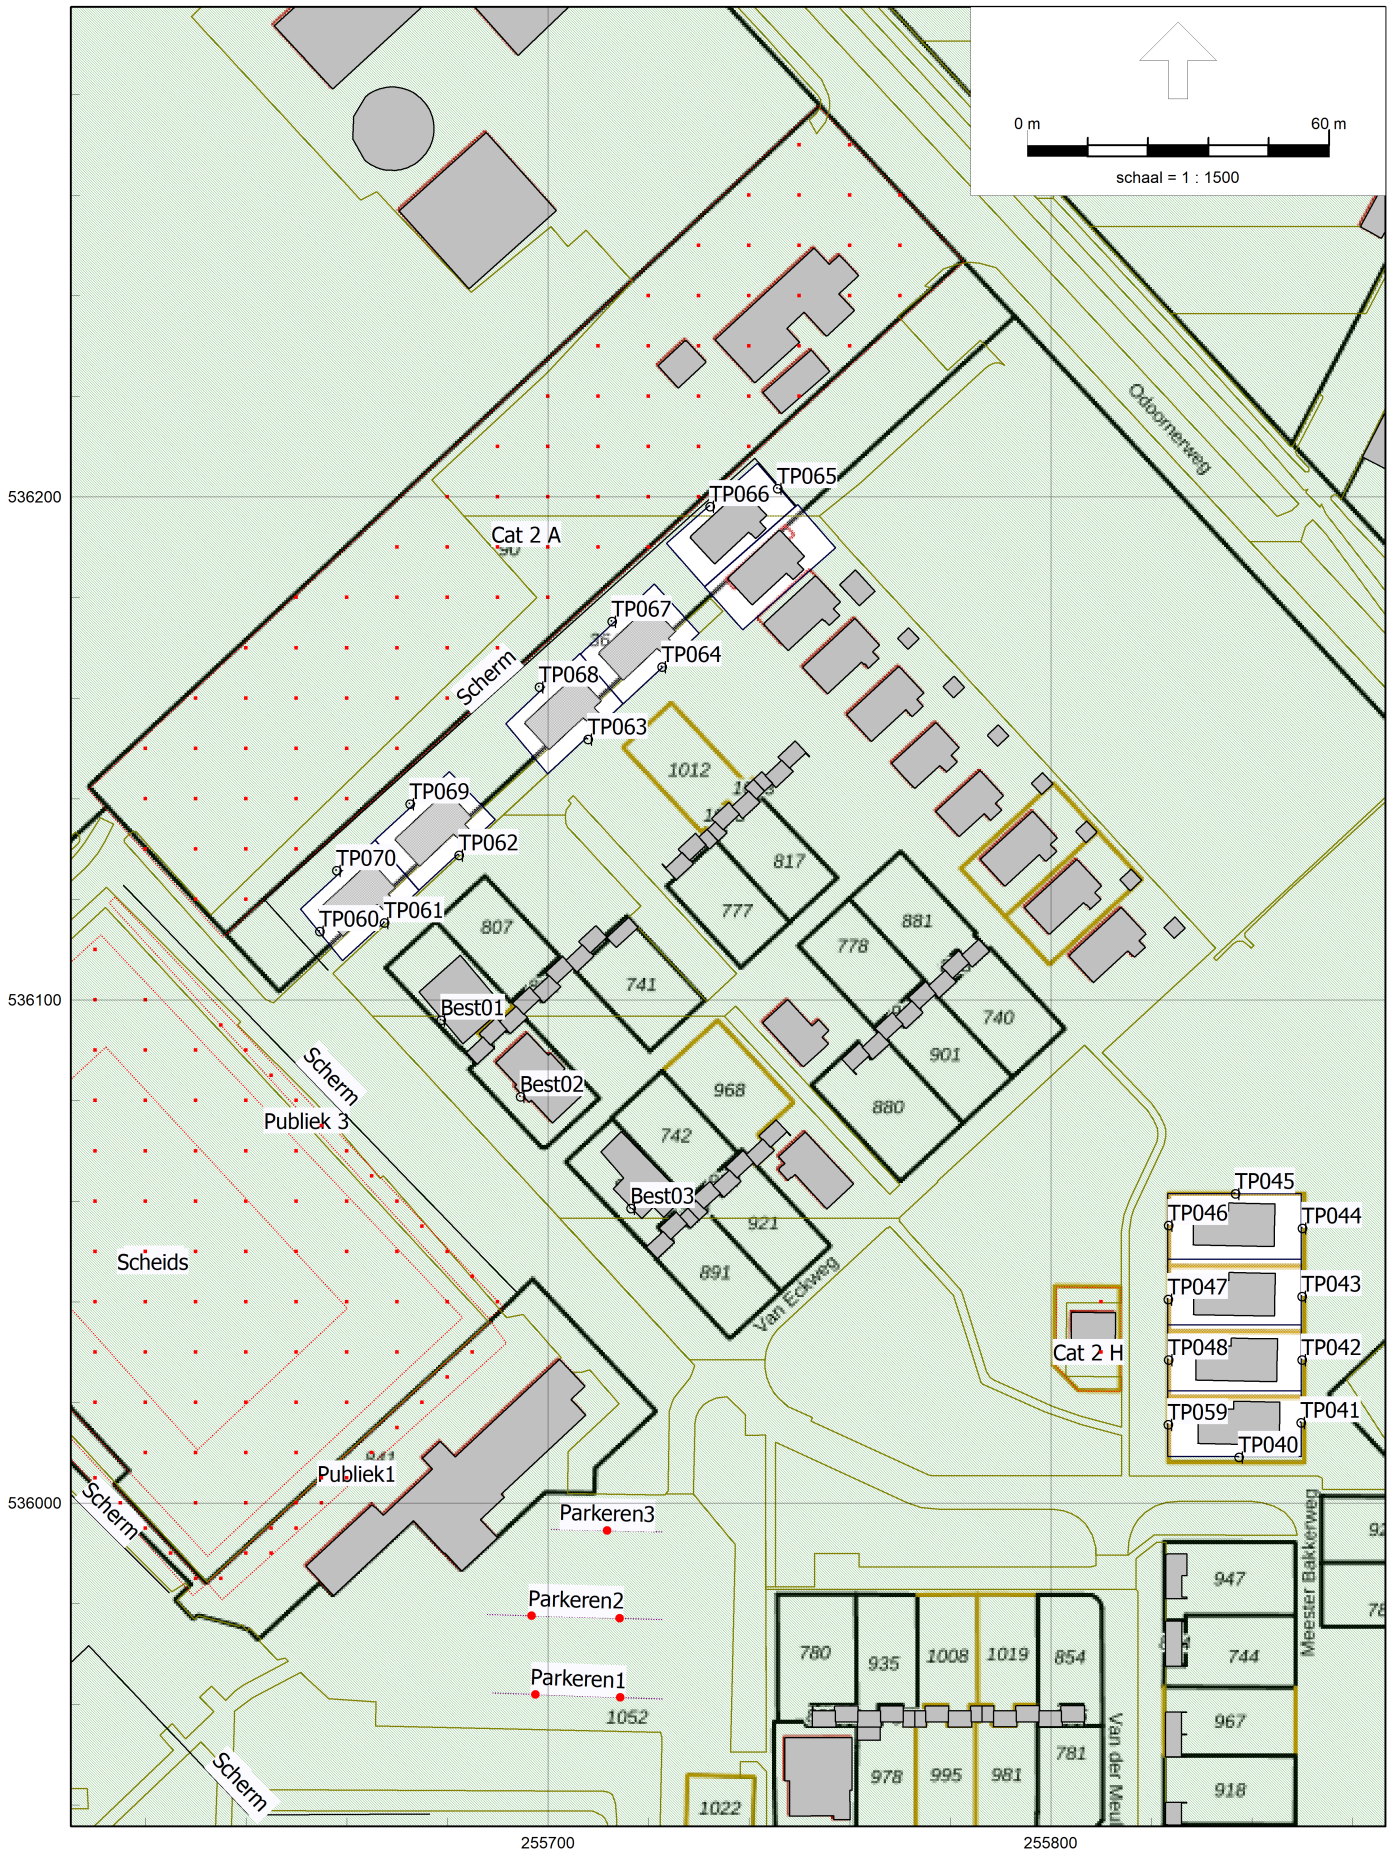 0 m
60 m
schaal = 1 : 1500
Odoornerweg
536200
TP065
TP066
Cat 2 A
90
TP067
36
TP064
Scherm
TP068
TP063
1012
TP069
TP062
TP070
817
TP060
TP061
807
777
881
778
741
536100
Best01
740
Scherm
Best02
901
968
880
Publiek 3
742
TP045
Best03
TP046
TP044
921
Scheids
891
Van Eckweg
TP047
TP043
Cat 2 H
TP048
TP042
TP059
TP041
TP040
841
Publiek1
Scherm
536000
Parkeren3
Meester Bakkerweg
947
Parkeren2
780
935
1008
1019
854
744
Parkeren1
1052
967
Scherm
Van der Meul
781
978
995
981
918
1022
255700
255800